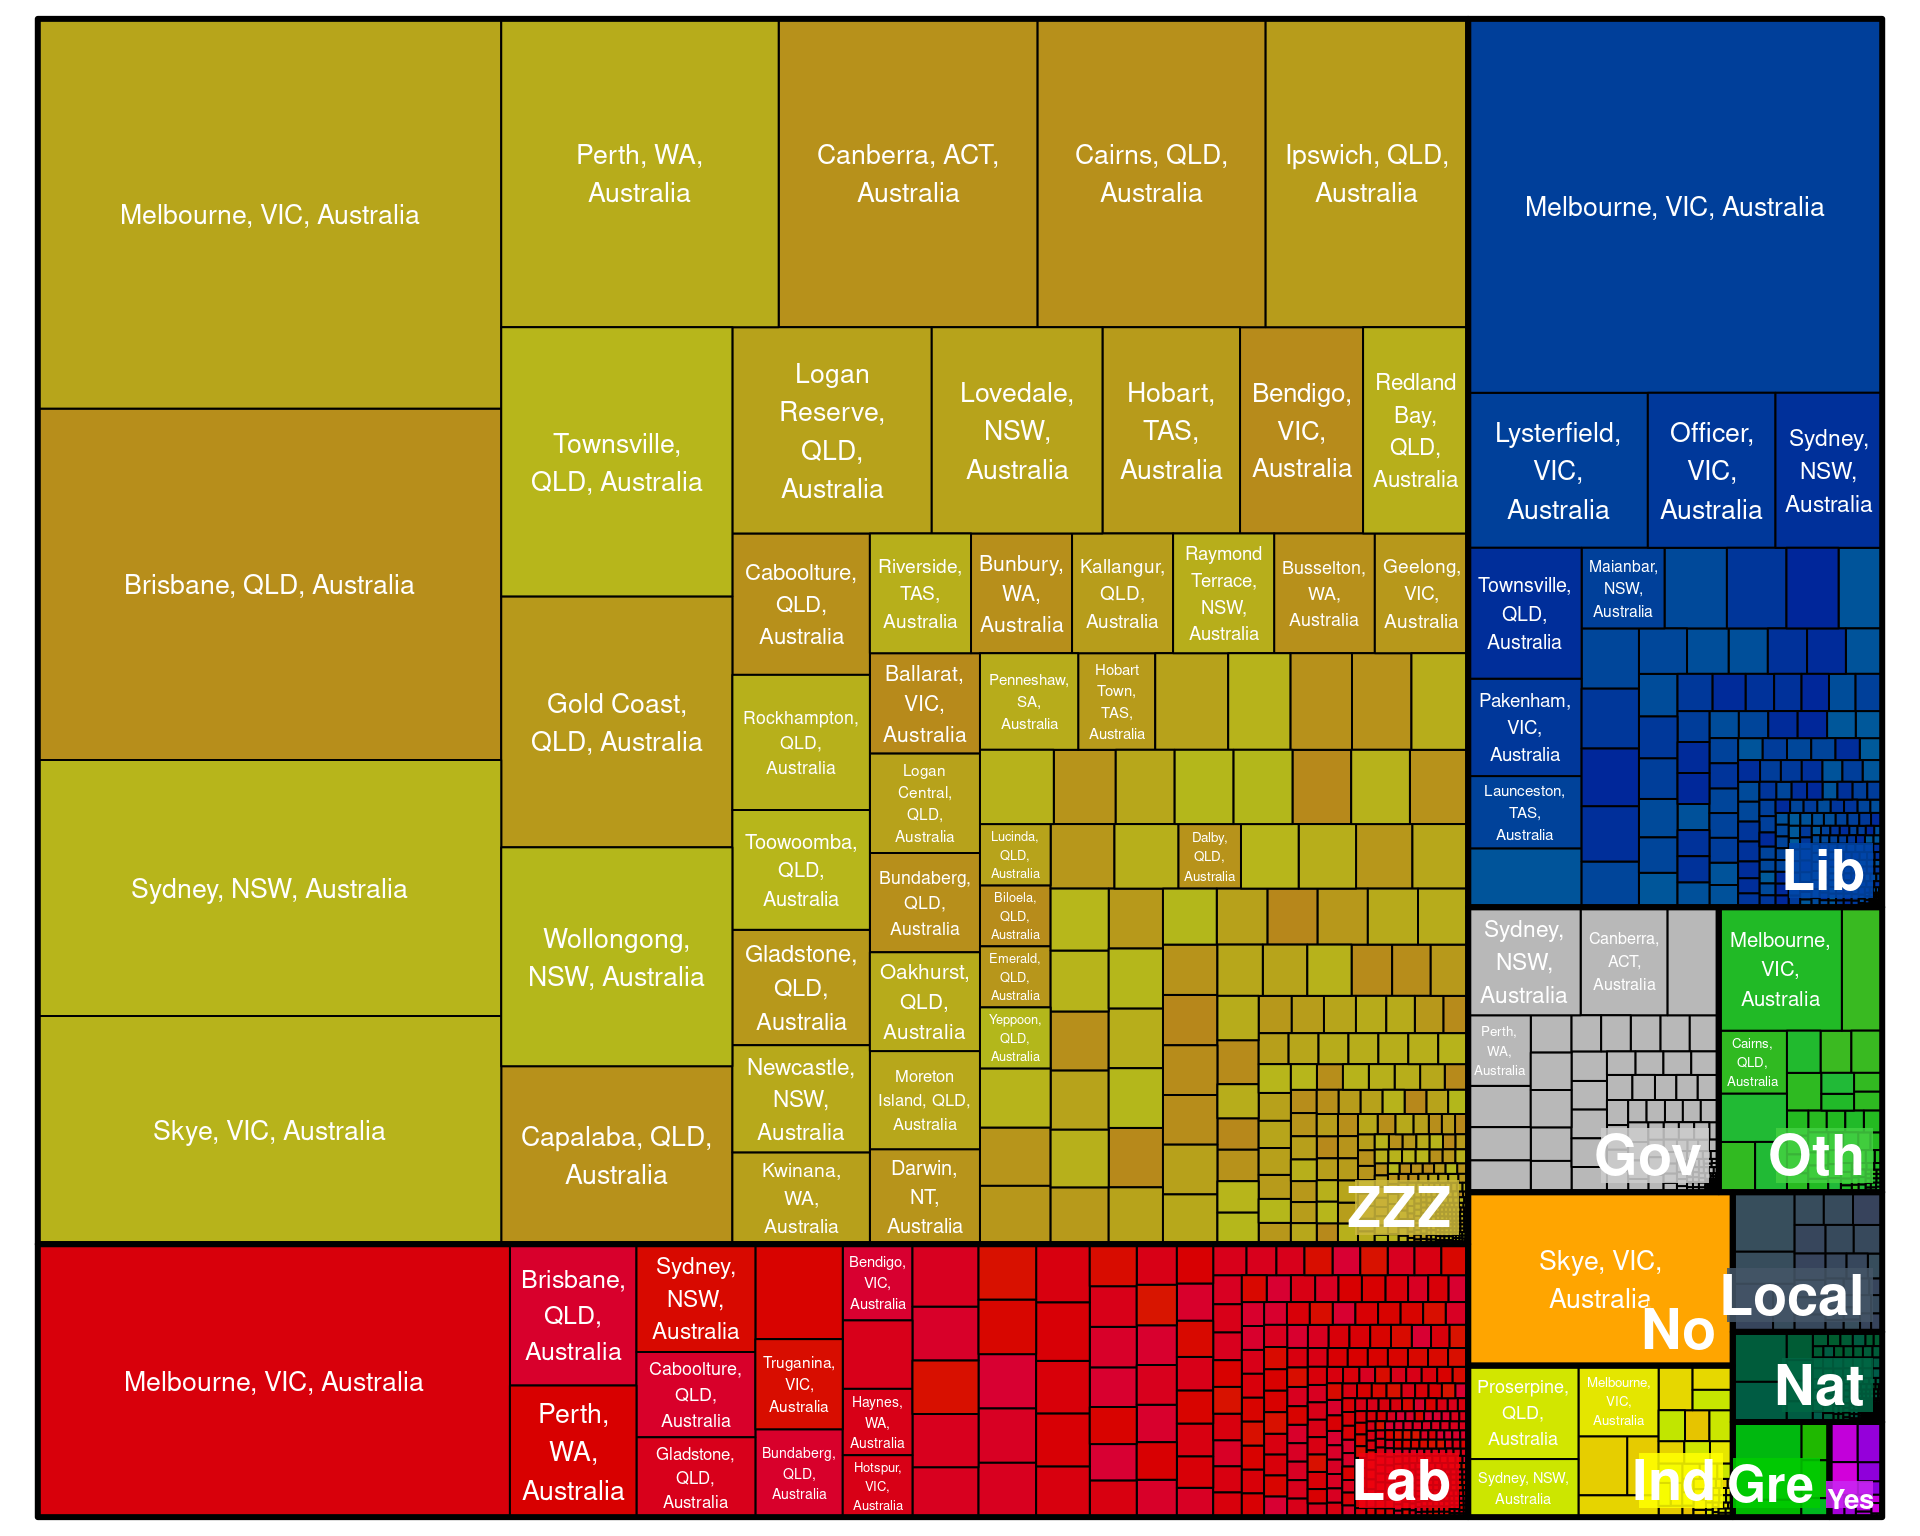 Melbourne, VIC, Australia
Brisbane, QLD, Australia
Sydney, NSW, Australia
Skye, VIC, Australia
Perth, WA,
Australia
Canberra, ACT,
Australia
Cairns, QLD,
Australia
Ipswich, QLD,
Australia
Townsville,
QLD, Australia
Gold Coast,
QLD, Australia
Wollongong,
NSW, Australia
Capalaba, QLD,
Australia
Logan
Reserve,
QLD,
Australia
Lovedale,
NSW,
Australia
Hobart,
TAS,
Australia
Bendigo,
VIC,
Australia
Redland
Bay,
QLD,
Australia
Caboolture,
QLD,
Australia
Rockhampton,
QLD,
Australia
Toowoomba,
QLD,
Australia
Gladstone,
QLD,
Australia
Newcastle,
NSW,
Australia
Kwinana,
WA,
Australia
Riverside,
TAS,
Australia
Bunbury,
WA,
Australia
Kallangur,
QLD,
Australia
Raymond
Terrace,
NSW,
Australia
Busselton,
WA,
Australia
Geelong,
VIC,
Australia
Ballarat,
VIC,
Australia
Logan
Central,
QLD,
Australia
Bundaberg,
QLD,
Australia
Oakhurst,
QLD,
Australia
Moreton
Island, QLD,
Australia
Darwin,
NT,
Australia
Penneshaw,
SA,
Australia
Hobart
Town,
TAS,
Australia
Lucinda,
QLD,
Australia
Biloela,
QLD,
Australia
Emerald,
QLD,
Australia
Yeppoon,
QLD,
Australia
Dalby,
QLD,
Australia
ZZZ
Melbourne, VIC, Australia
Brisbane,
QLD,
Australia
Perth,
WA,
Australia
Sydney,
NSW,
Australia
Caboolture,
QLD,
Australia
Gladstone,
QLD,
Australia
Truganina,
VIC,
Australia
Bundaberg,
QLD,
Australia
Bendigo,
VIC,
Australia
Haynes,
WA,
Australia
Hotspur,
VIC,
Australia
Lab
Melbourne, VIC, Australia
Lysterfield,
VIC,
Australia
Officer,
VIC,
Australia
Sydney,
NSW,
Australia
Townsville,
QLD,
Australia
Maianbar,
NSW,
Australia
Pakenham,
VIC,
Australia
Launceston,
TAS,
Australia
Lib
Sydney,
NSW,
Australia
Canberra,
ACT,
Australia
Perth,
WA,
Australia
Gov
Melbourne,
VIC,
Australia
Cairns,
QLD,
Australia
Oth
Skye, VIC,
Australia
No
Local
Nat
Proserpine,
QLD,
Australia
Melbourne,
VIC,
Australia
Sydney, NSW,
Australia
Ind
Gre
Yes